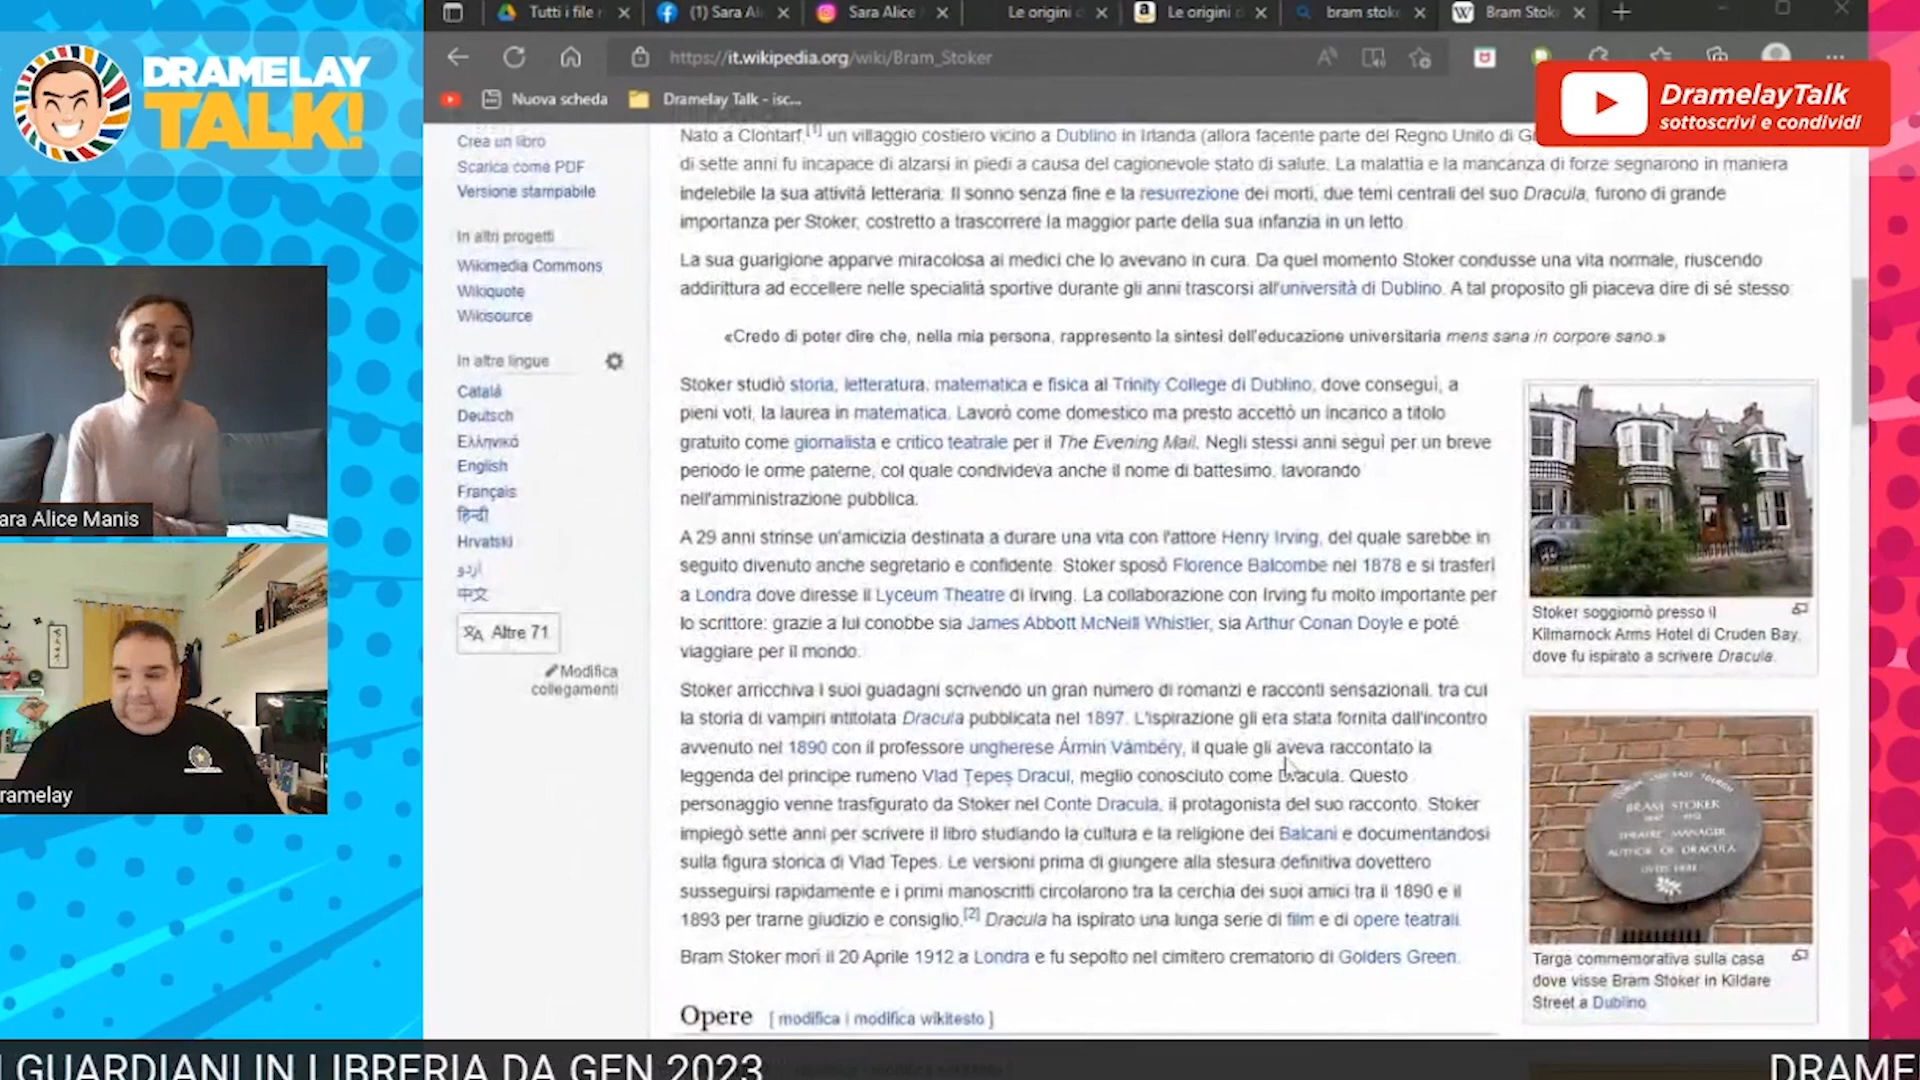 DRAMELAY
TALK!
Tutti i file
(1) Sara Ali
Sara Alice
Le origini
Le origini
bram stok
Bram Stok
https://it.wikipedia.org/wiki/Bram_Stoker
Nuova scheda
Dramelay Talk - isc...
DramelayTalk
sottoscrivi e condividi
Crea un libro
Scarica come PDF
Versione stampabile
In altri progetti
Wikimedia Commons
Wikiquote
Wikisource
In altre lingue
Català
Deutsch
Ελληνικά
English
Français
हिन्दी
Hrvatski
اردو
中文
Altre 71
Modifica
collegamenti
Nato a Clontarf,[1] un villaggio costiero vicino a Dublino in Irlanda (allora facente parte del Regno Unito di G
di sette anni fu incapace di alzarsi in piedi a causa del cagionevole stato di salute. La malattia e la mancanza di forze segnarono in maniera
indelebile la sua attività letteraria. Il sonno senza fine e la resurrezione dei morti, due temi centrali del suo Dracula, furono di grande
importanza per Stoker, costretto a trascorrere la maggior parte della sua infanzia in un letto.
La sua guarigione apparve miracolosa ai medici che lo avevano in cura. Da quel momento Stoker condusse una vita normale, riuscendo
addirittura ad eccellere nelle specialità sportive durante gli anni trascorsi all'università di Dublino. A tal proposito gli piaceva dire di sé stesso:
«Credo di poter dire che, nella mia persona, rappresento la sintesi dell'educazione universitaria mens sana in corpore sano.»
Stoker studiò storia, letteratura, matematica e fisica al Trinity College di Dublino, dove conseguì, a
pieni voti, la laurea in matematica. Lavorò come domestico ma presto accettò un incarico a titolo
gratuito come giornalista e critico teatrale per il The Evening Mail. Negli stessi anni seguì per un breve
periodo le orme paterne, col quale condivideva anche il nome di battesimo, lavorando
nell'amministrazione pubblica.
A 29 anni strinse un'amicizia destinata a durare una vita con l'attore Henry Irving, del quale sarebbe in
seguito divenuto anche segretario e confidente. Stoker sposò Florence Balcombe nel 1878 e si trasferì
a Londra dove diresse il Lyceum Theatre di Irving. La collaborazione con Irving fu molto importante per
lo scrittore: grazie a lui conobbe sia James Abbott McNeill Whistler, sia Arthur Conan Doyle e poté
viaggiare per il mondo.
Stoker arricchiva i suoi guadagni scrivendo un gran numero di romanzi e racconti sensazionali, tra cui
la storia di vampiri intitolata Dracula pubblicata nel 1897. L'ispirazione gli era stata fornita dall'incontro
avvenuto nel 1890 con il professore ungherese Ármin Vámbéry, il quale gli aveva raccontato la
leggenda del principe rumeno Vlad Țepeș Dracul, meglio conosciuto come Dracula. Questo
personaggio venne trasfigurato da Stoker nel Conte Dracula, il protagonista del suo racconto. Stoker
impiegò sette anni per scrivere il libro studiando la cultura e la religione dei Balcani e documentandosi
sulla figura storica di Vlad Tepes. Le versioni prima di giungere alla stesura definitiva dovettero
susseguirsi rapidamente e i primi manoscritti circolarono tra la cerchia dei suoi amici tra il 1890 e il
1893 per trarne giudizio e consiglio.[2] Dracula ha ispirato una lunga serie di film e di opere teatrali.
Bram Stoker morì il 20 Aprile 1912 a Londra e fu sepolto nel cimitero crematorio di Golders Green.
Opere [ modifica | modifica wikitesto ]
Stoker soggiornò presso il
Kilmarnock Arms Hotel di Cruden Bay,
dove fu ispirato a scrivere Dracula.
BRAM STOKER
THEATRE MANAGER
AUTHOR OF DRACULA
LIVED HERE
Targa commemorativa sulla casa
dove visse Bram Stoker in Kildare
Street a Dublino
ara Alice Manis
ramelay
I GUARDIANI IN LIBRERIA DA GEN 2023
DRAME